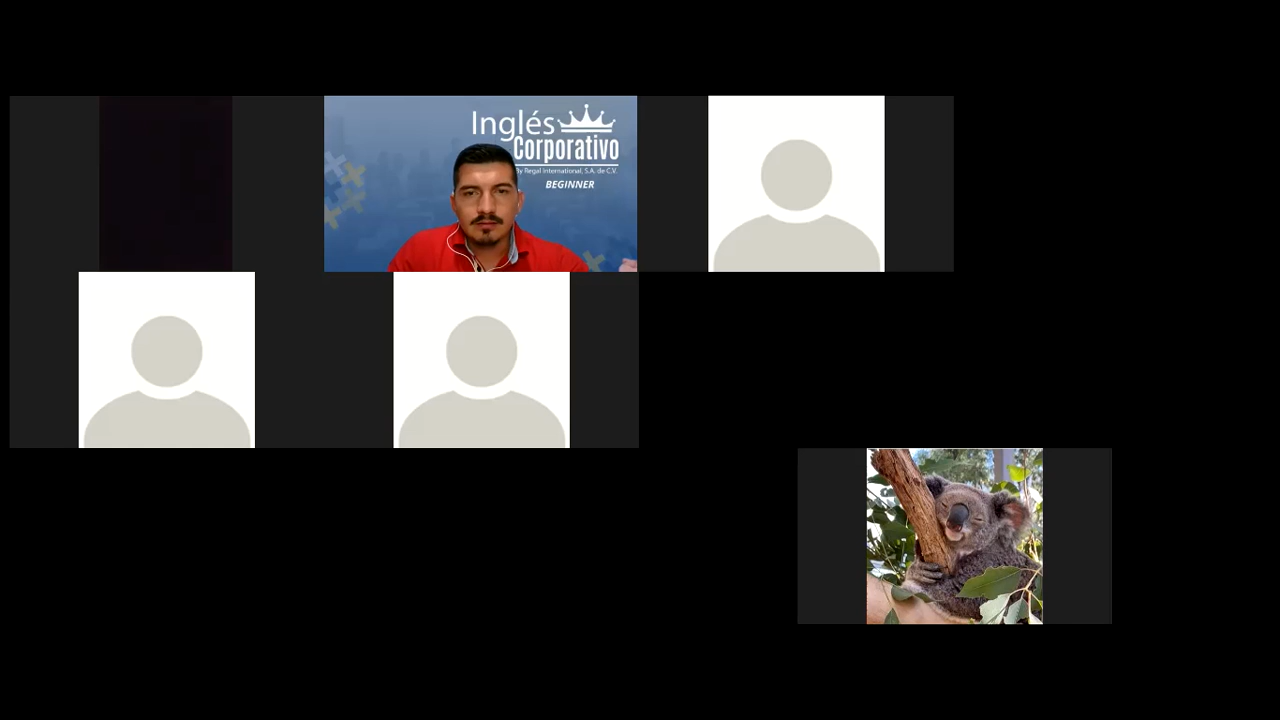 Inglés
Corporativo
By Regal International, S.A. de C.V.
BEGINNER